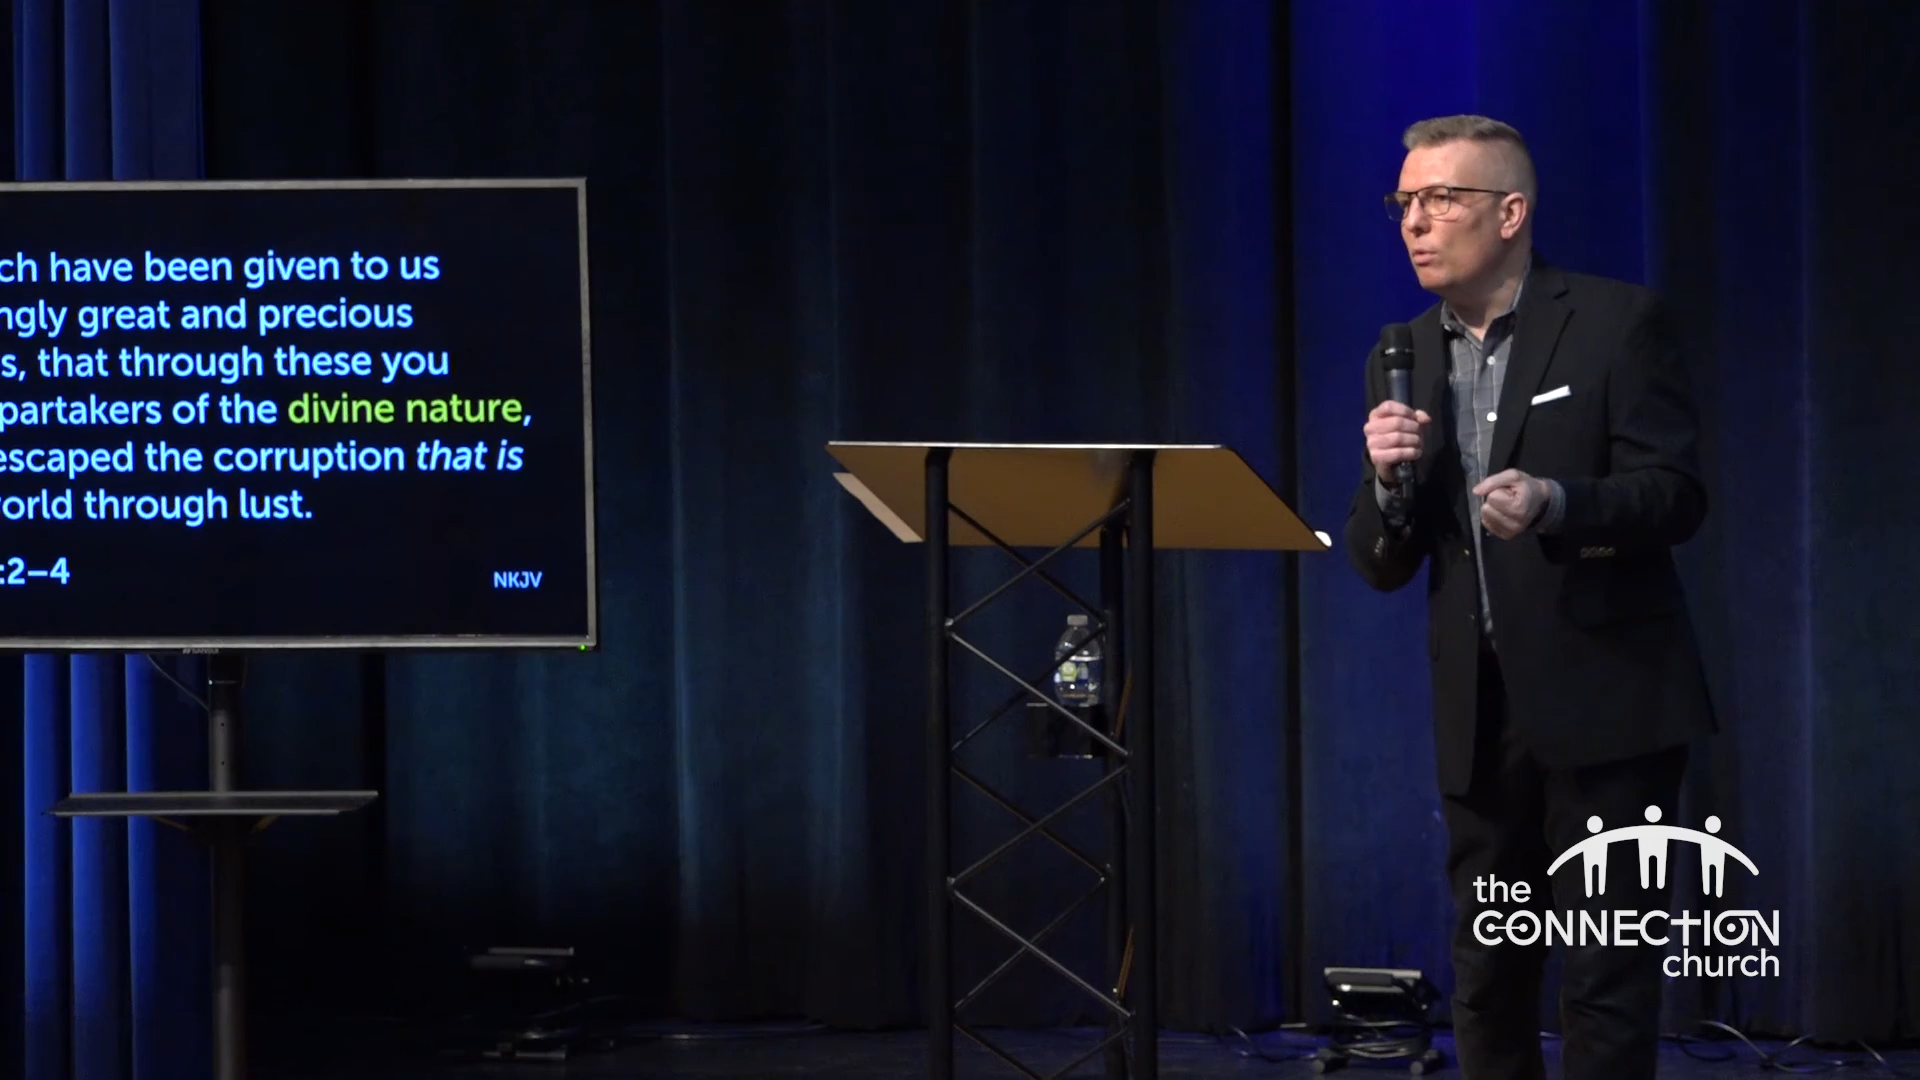 ch have been given to us
ngly great and precious
s, that through these you
partakers of the divine nature,
escaped the corruption that is
orld through lust.
:2–4
NKJV
the
CONNECTION
church